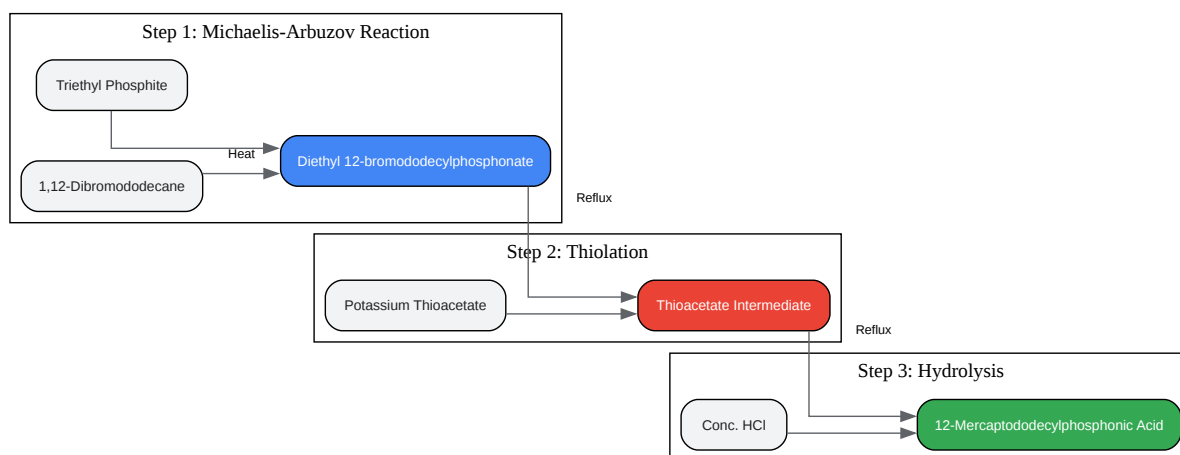 Step 1: Michaelis-Arbuzov Reaction
Triethyl Phosphite
Heat
Diethyl 12-bromododecylphosphonate
1,12-Dibromododecane
Reflux
Step 2: Thiolation
Potassium Thioacetate
Thioacetate Intermediate
Reflux
Step 3: Hydrolysis
Conc. HCl
12-Mercaptododecylphosphonic Acid